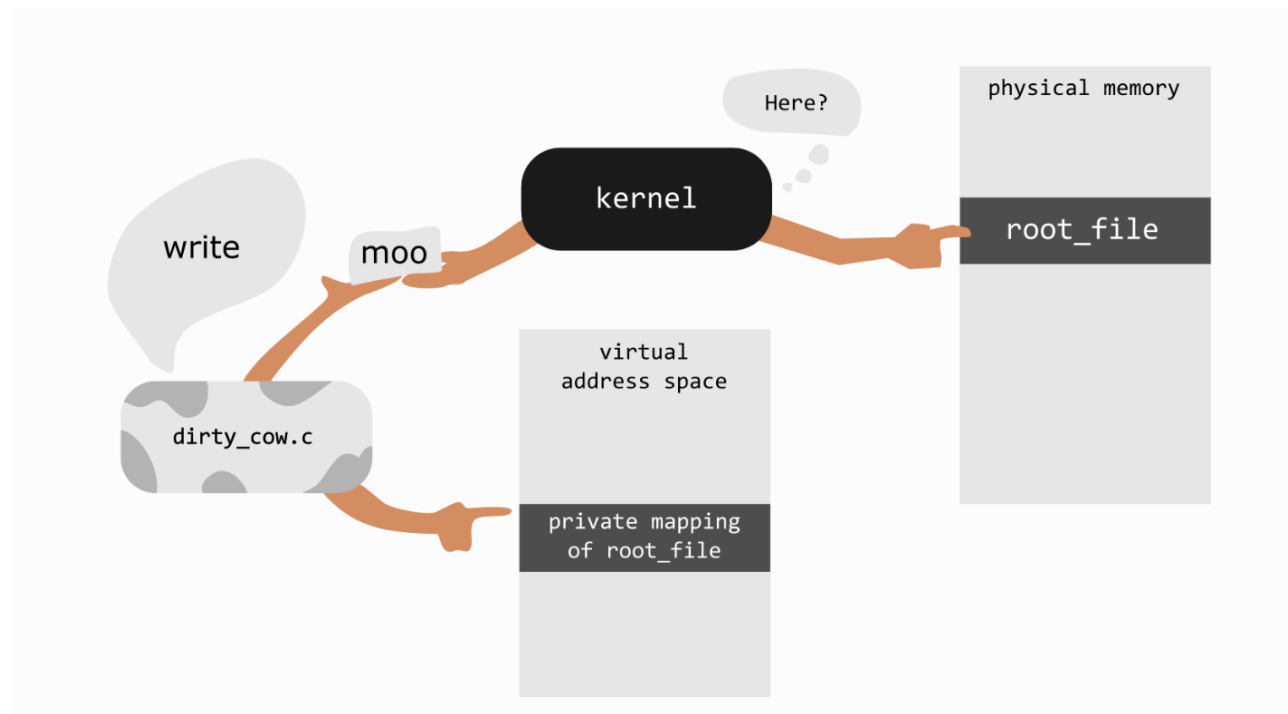 Here?
physical memory
kernel
root_file
write
moo
virtual
address space
dirty_cow.c
private mapping
of root_file